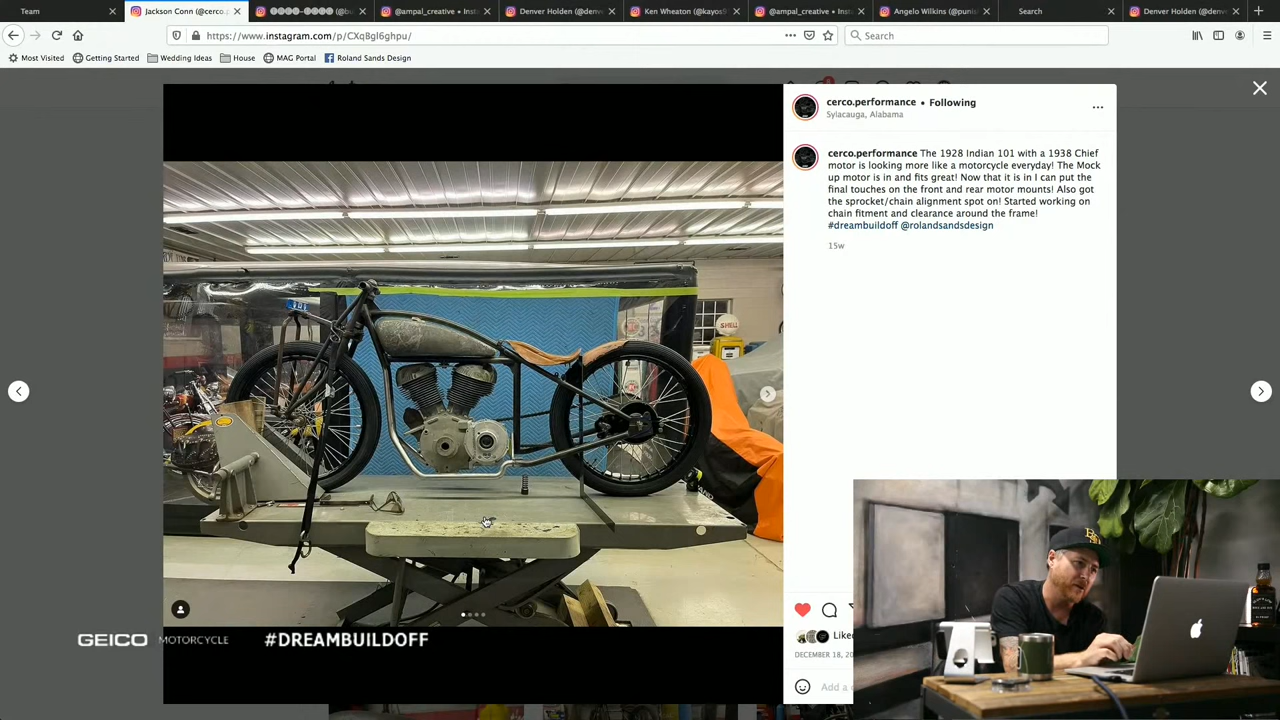 Team
Jackson Conn (@cerco.p
@ampal_creative • Inst
Denver Holden (@denv
Ken Wheaton (@kayos9
@ampal_creative • Inst
Angelo Wilkins (@punis
Search
Denver Holden (@denv
https://www.instagram.com/p/CXqBgl6ghpu/
Search
Most Visited
Getting Started
Wedding Ideas
House
MAG Portal
Roland Sands Design
cerco.performance • Following
Sylacauga, Alabama
cerco.performance The 1928 Indian 101 with a 1938 Chief
motor is looking more like a motorcycle everyday! The Mock
up motor is in and fits great! Now that it is in I can put the
final touches on the front and rear motor mounts! Also got
the sprocket/chain alignment spot on! Started working on
chain fitment and clearance around the frame!
#dreambuildoff @rolandsandsdesign
15w
SHELL
Liked
DECEMBER 18, 20
Add a c
GEICO MOTORCYCLE #DREAMBUILDOFF